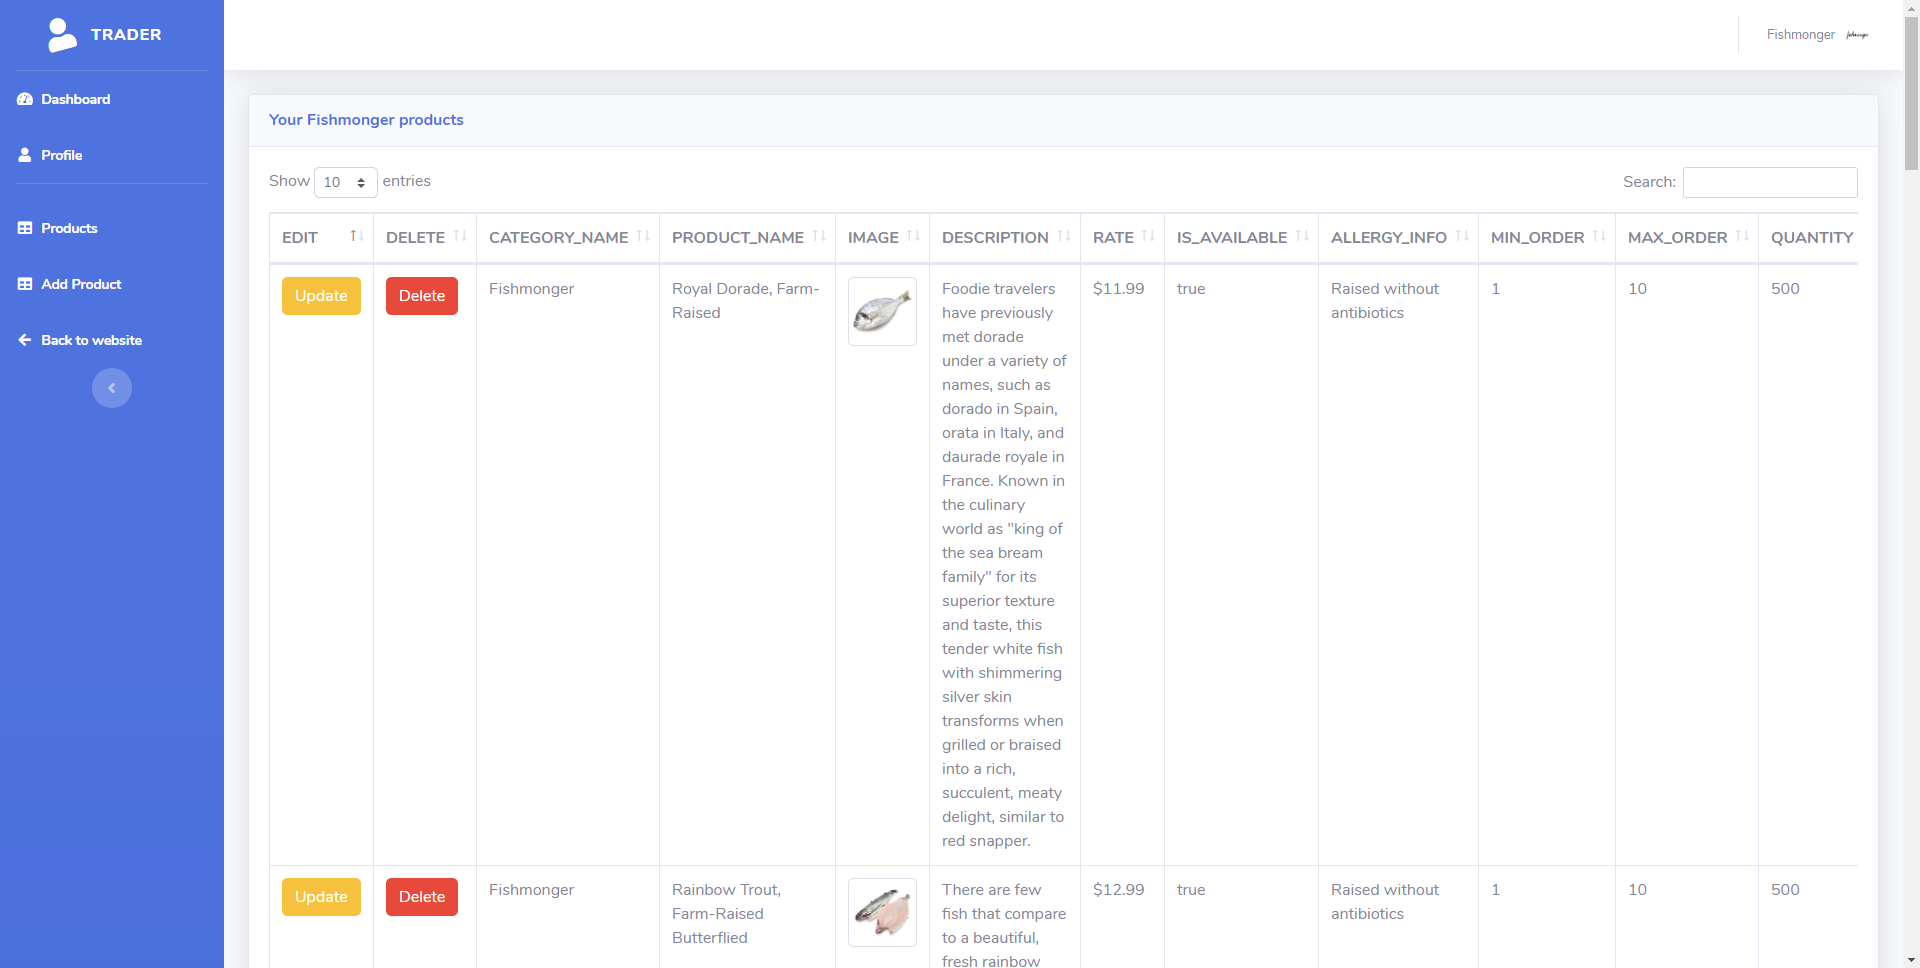 TRADER
Fishmonger
Dashboard
Profile
Products
Add Product
Back to website
Your Fishmonger products
Show 10 entries
Search:
EDIT DELETE CATEGORY_NAME PRODUCT_NAME IMAGE DESCRIPTION RATE IS_AVAILABLE ALLERGY_INFO MIN_ORDER MAX_ORDER QUANTITY
Update Delete Fishmonger Royal Dorade, Farm- Foodie travelers $11.99 true Raised without 1 10 500
Raised have previously antibiotics
met dorade
under a variety of
names, such as
dorado in Spain,
orata in Italy, and
daurade royale in
France. Known in
the culinary
world as "king of
the sea bream
family" for its
superior texture
and taste, this
tender white fish
with shimmering
silver skin
transforms when
grilled or braised
into a rich,
succulent, meaty
delight, similar to
red snapper.
Update Delete Fishmonger Rainbow Trout, There are few $12.99 true Raised without 1 10 500
Farm-Raised fish that compare antibiotics
Butterflied to a beautiful,
fresh rainbow